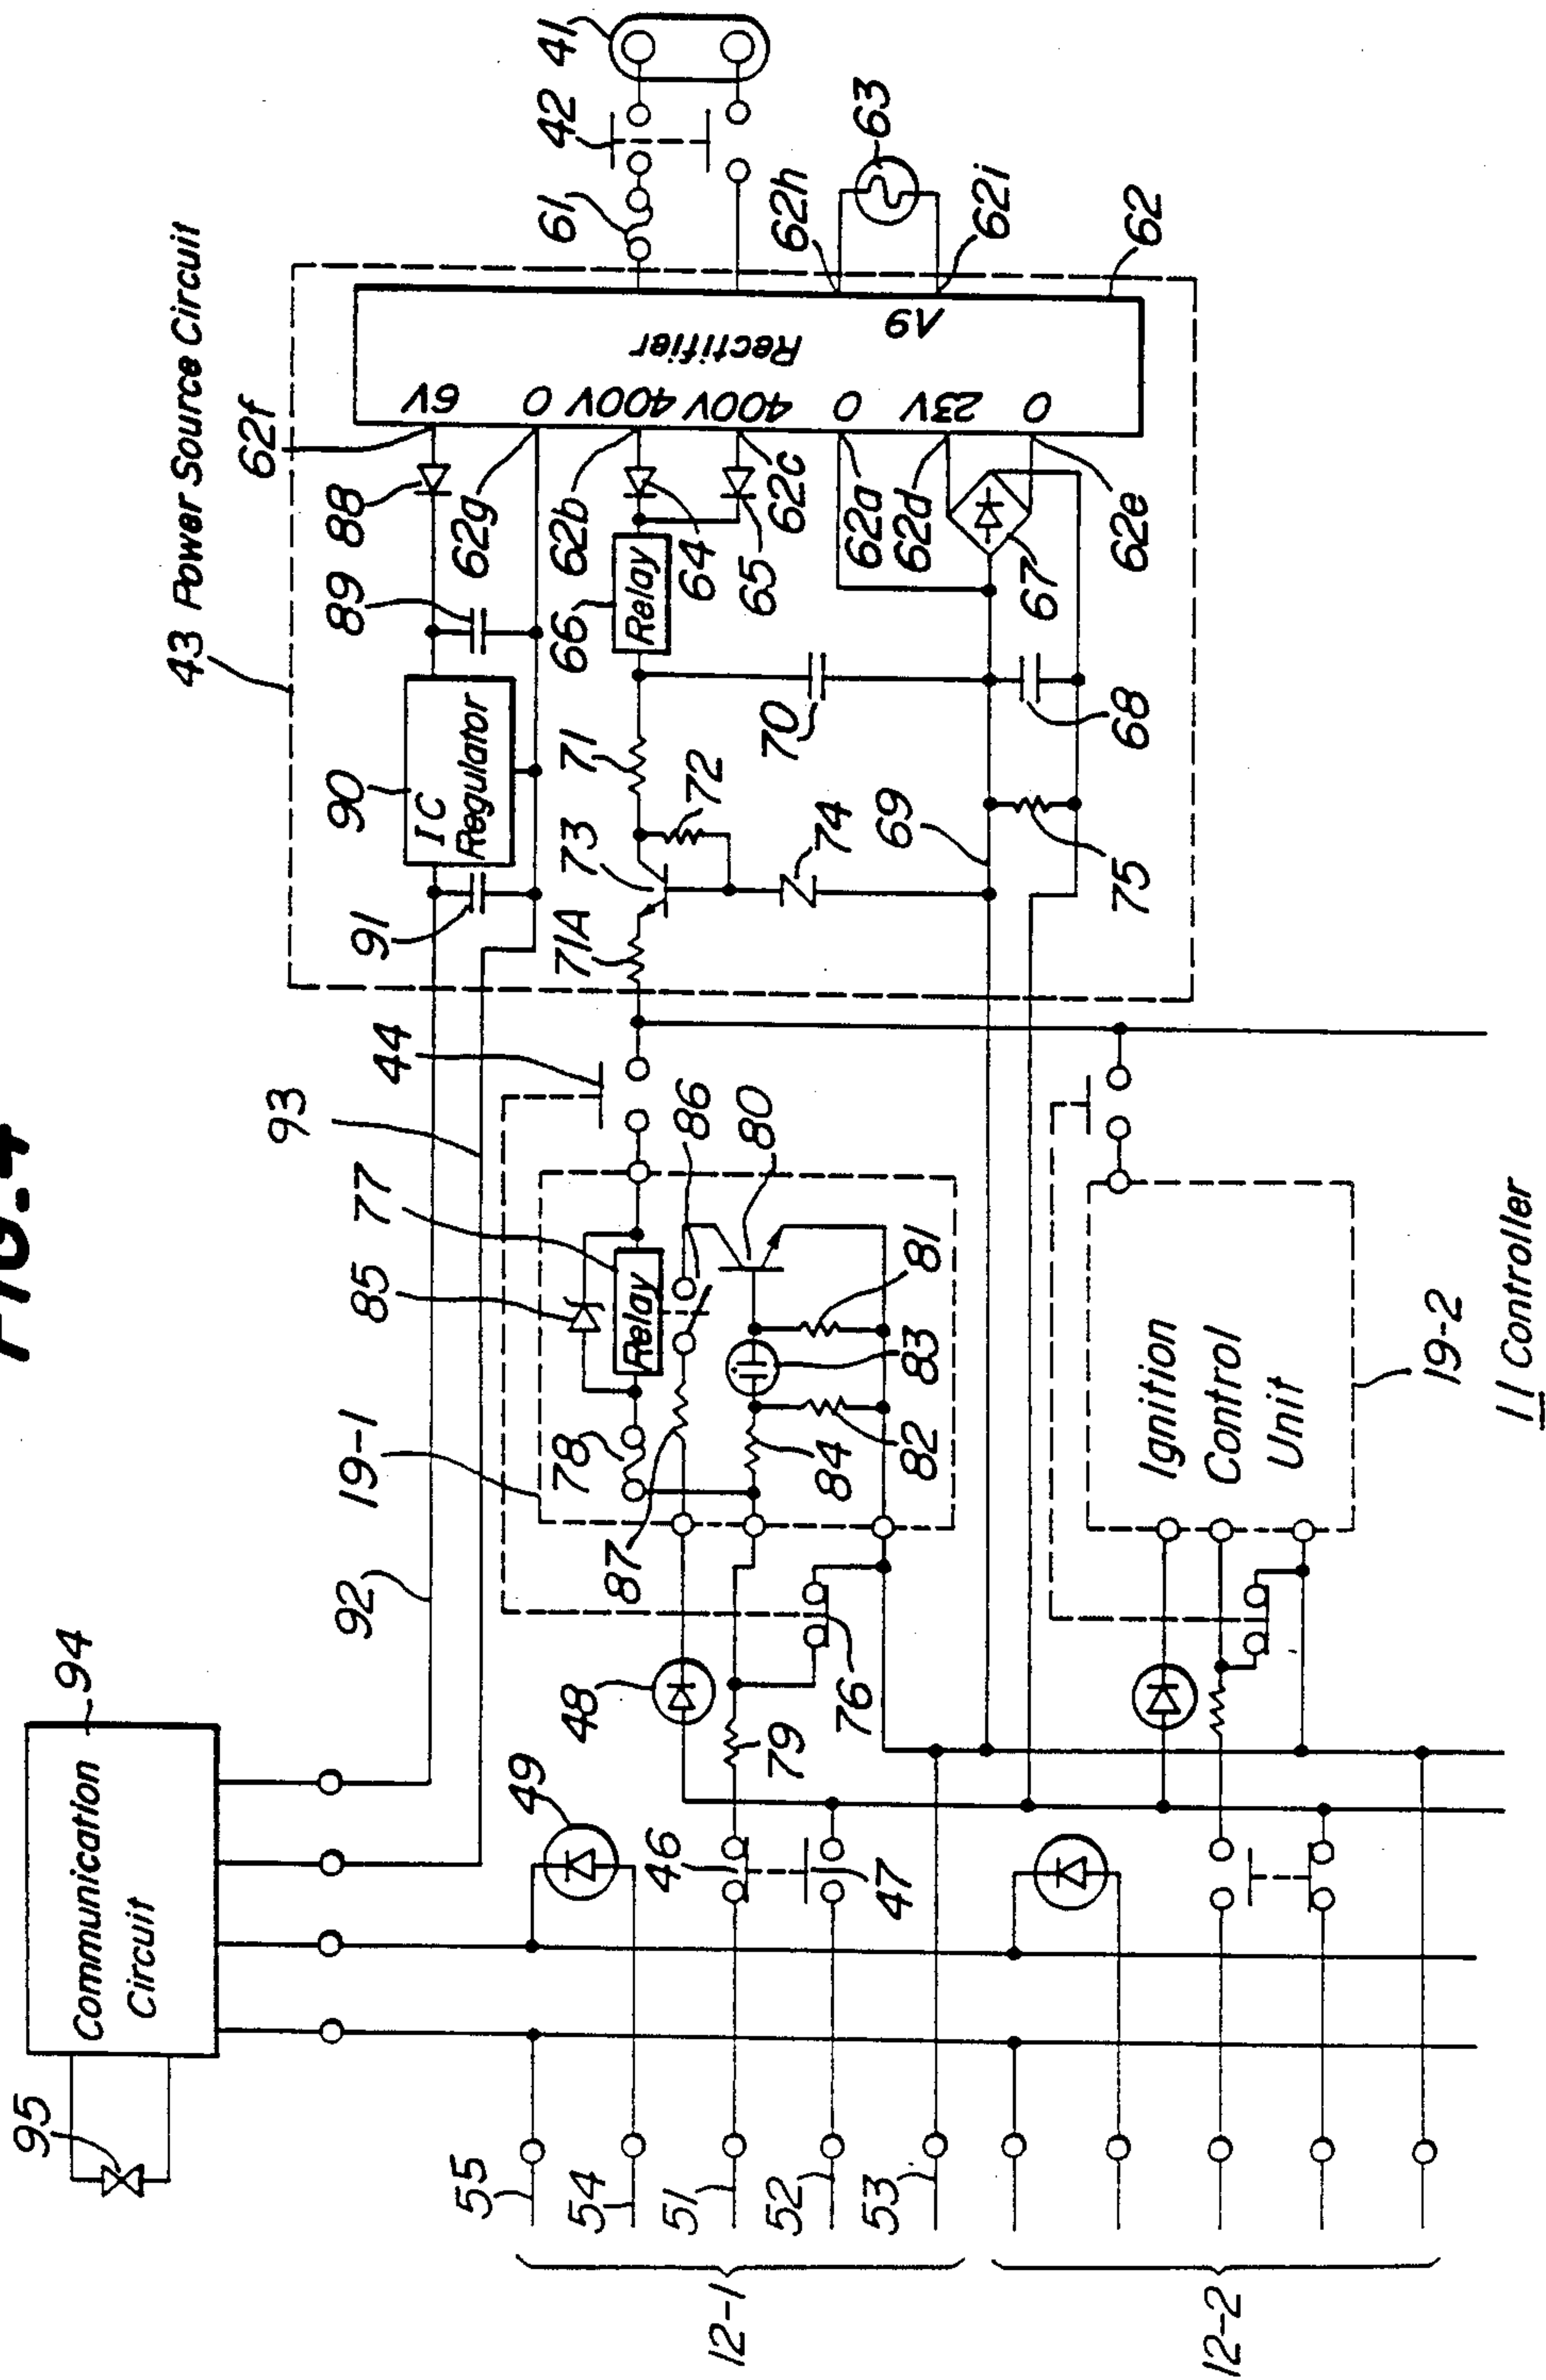 FIG_4
43 Power Source Circuit
94
Communication
Circuit
95
92
93
44
91
90
IC
Regulator
89
88
62f
6V
62g
0
62b
400V
62c
400V
62a
0
62d
23V
62e
0
Rectifier
6V
62h
62i
62
63
61
42
41
64
65
66
Relay
67
68
69
70
71
71A
72
73
74
75
19-1
85
77
Relay
78
86
80
81
83
82
84
87
76
48
79
49
46
47
55
54
51
52
53
12-1
12-2
Ignition
Control
Unit
19-2
11 Controller